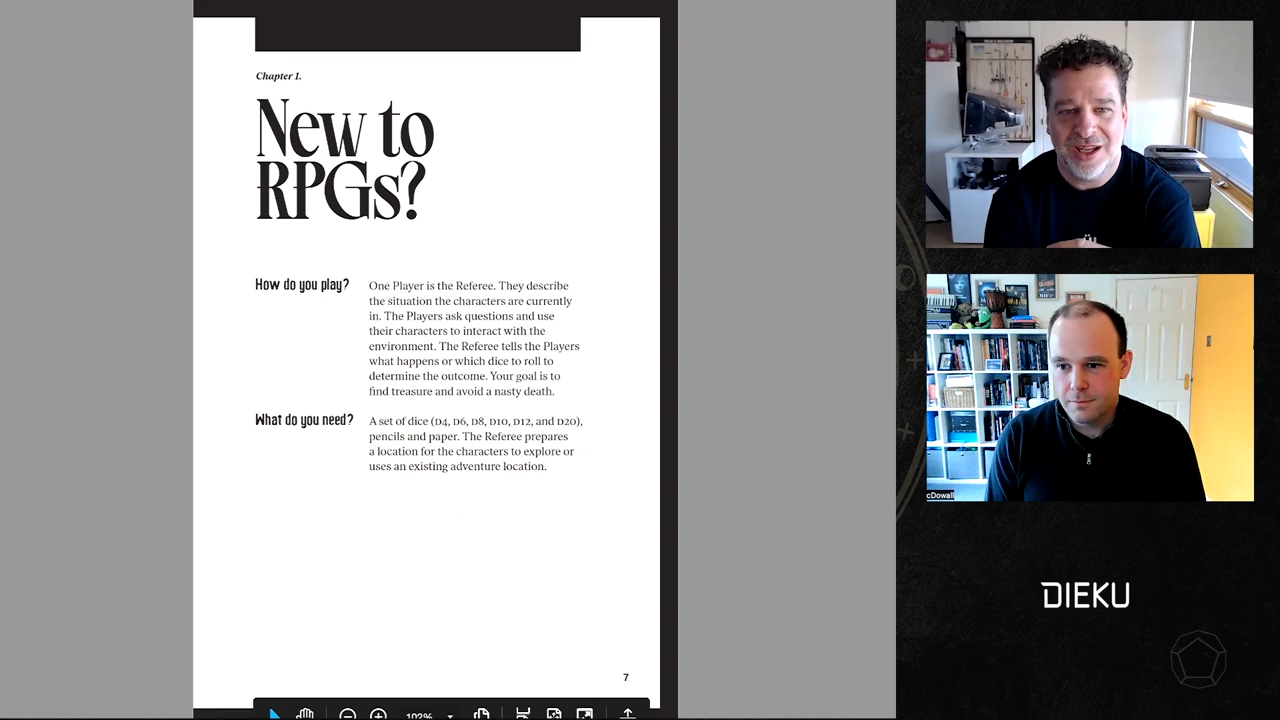 Chapter 1.
New to
RPGs?
How do you play?
One Player is the Referee. They describe
the situation the characters are currently
in. The Players ask questions and use
their characters to interact with the
environment. The Referee tells the Players
what happens or which dice to roll to
determine the outcome. Your goal is to
find treasure and avoid a nasty death.
What do you need?
A set of dice (D4, D6, D8, D10, D12, and D20),
pencils and paper. The Referee prepares
a location for the characters to explore or
uses an existing adventure location.
7
102%
cDowall
DIEKU